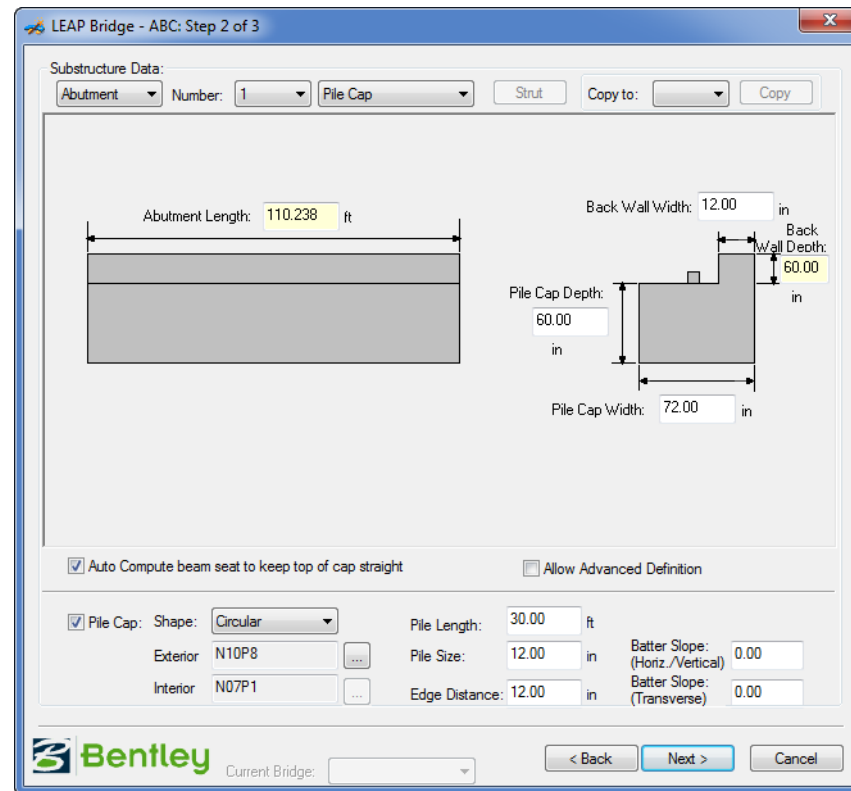 LEAP Bridge - ABC: Step 2 of 3
x
Substructure Data:
Abutment Number: 1 Pile Cap Strut Copy to: Copy
Abutment Length: 110.238 ft
Back Wall Width: 12.00 in
Back
Wall Depth:
60.00
in
Pile Cap Depth:
60.00
in
Pile Cap Width: 72.00 in
Auto Compute beam seat to keep top of cap straight Allow Advanced Definition
Pile Cap: Shape: Circular Pile Length: 30.00 ft
Exterior N10P8 ... Pile Size: 12.00 in Batter Slope:
(Horiz./Vertical) 0.00
Interior N07P1 ... Edge Distance: 12.00 in Batter Slope:
(Transverse) 0.00
Bentley Current Bridge: < Back Next > Cancel